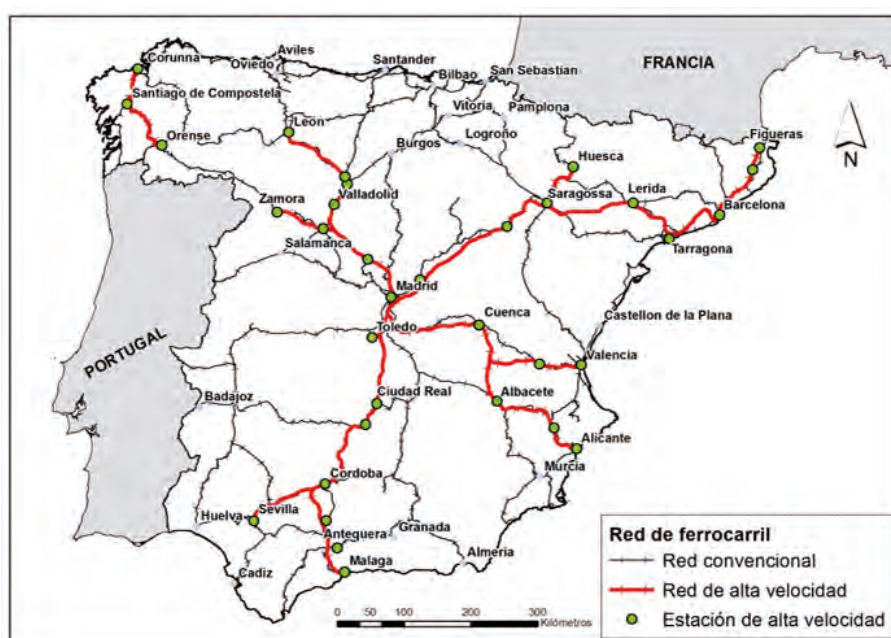 Corunna
Aviles
Oviedo
Santander
Bilbao
San Sebastian
FRANCIA
Santiago de Compostela
Vitoria
Pamplona
Leon
Orense
Burgos
Logroño
Figueras
N
Huesca
Zamora
Valladolid
Saragossa
Lerida
Barcelona
Salamanca
Tarragona
Madrid
Cuenca
Castellon de la Plana
Toledo
PORTUGAL
Valencia
Badajoz
Ciudad Real
Albacete
Alicante
Murcia
Cordoba
Huelva
Sevilla
Antequera
Granada
Almeria
Cadiz
Malaga
Red de ferrocarril
Red convencional
Red de alta velocidad
Estación de alta velocidad
0 50 100 200 300
Kilómtros